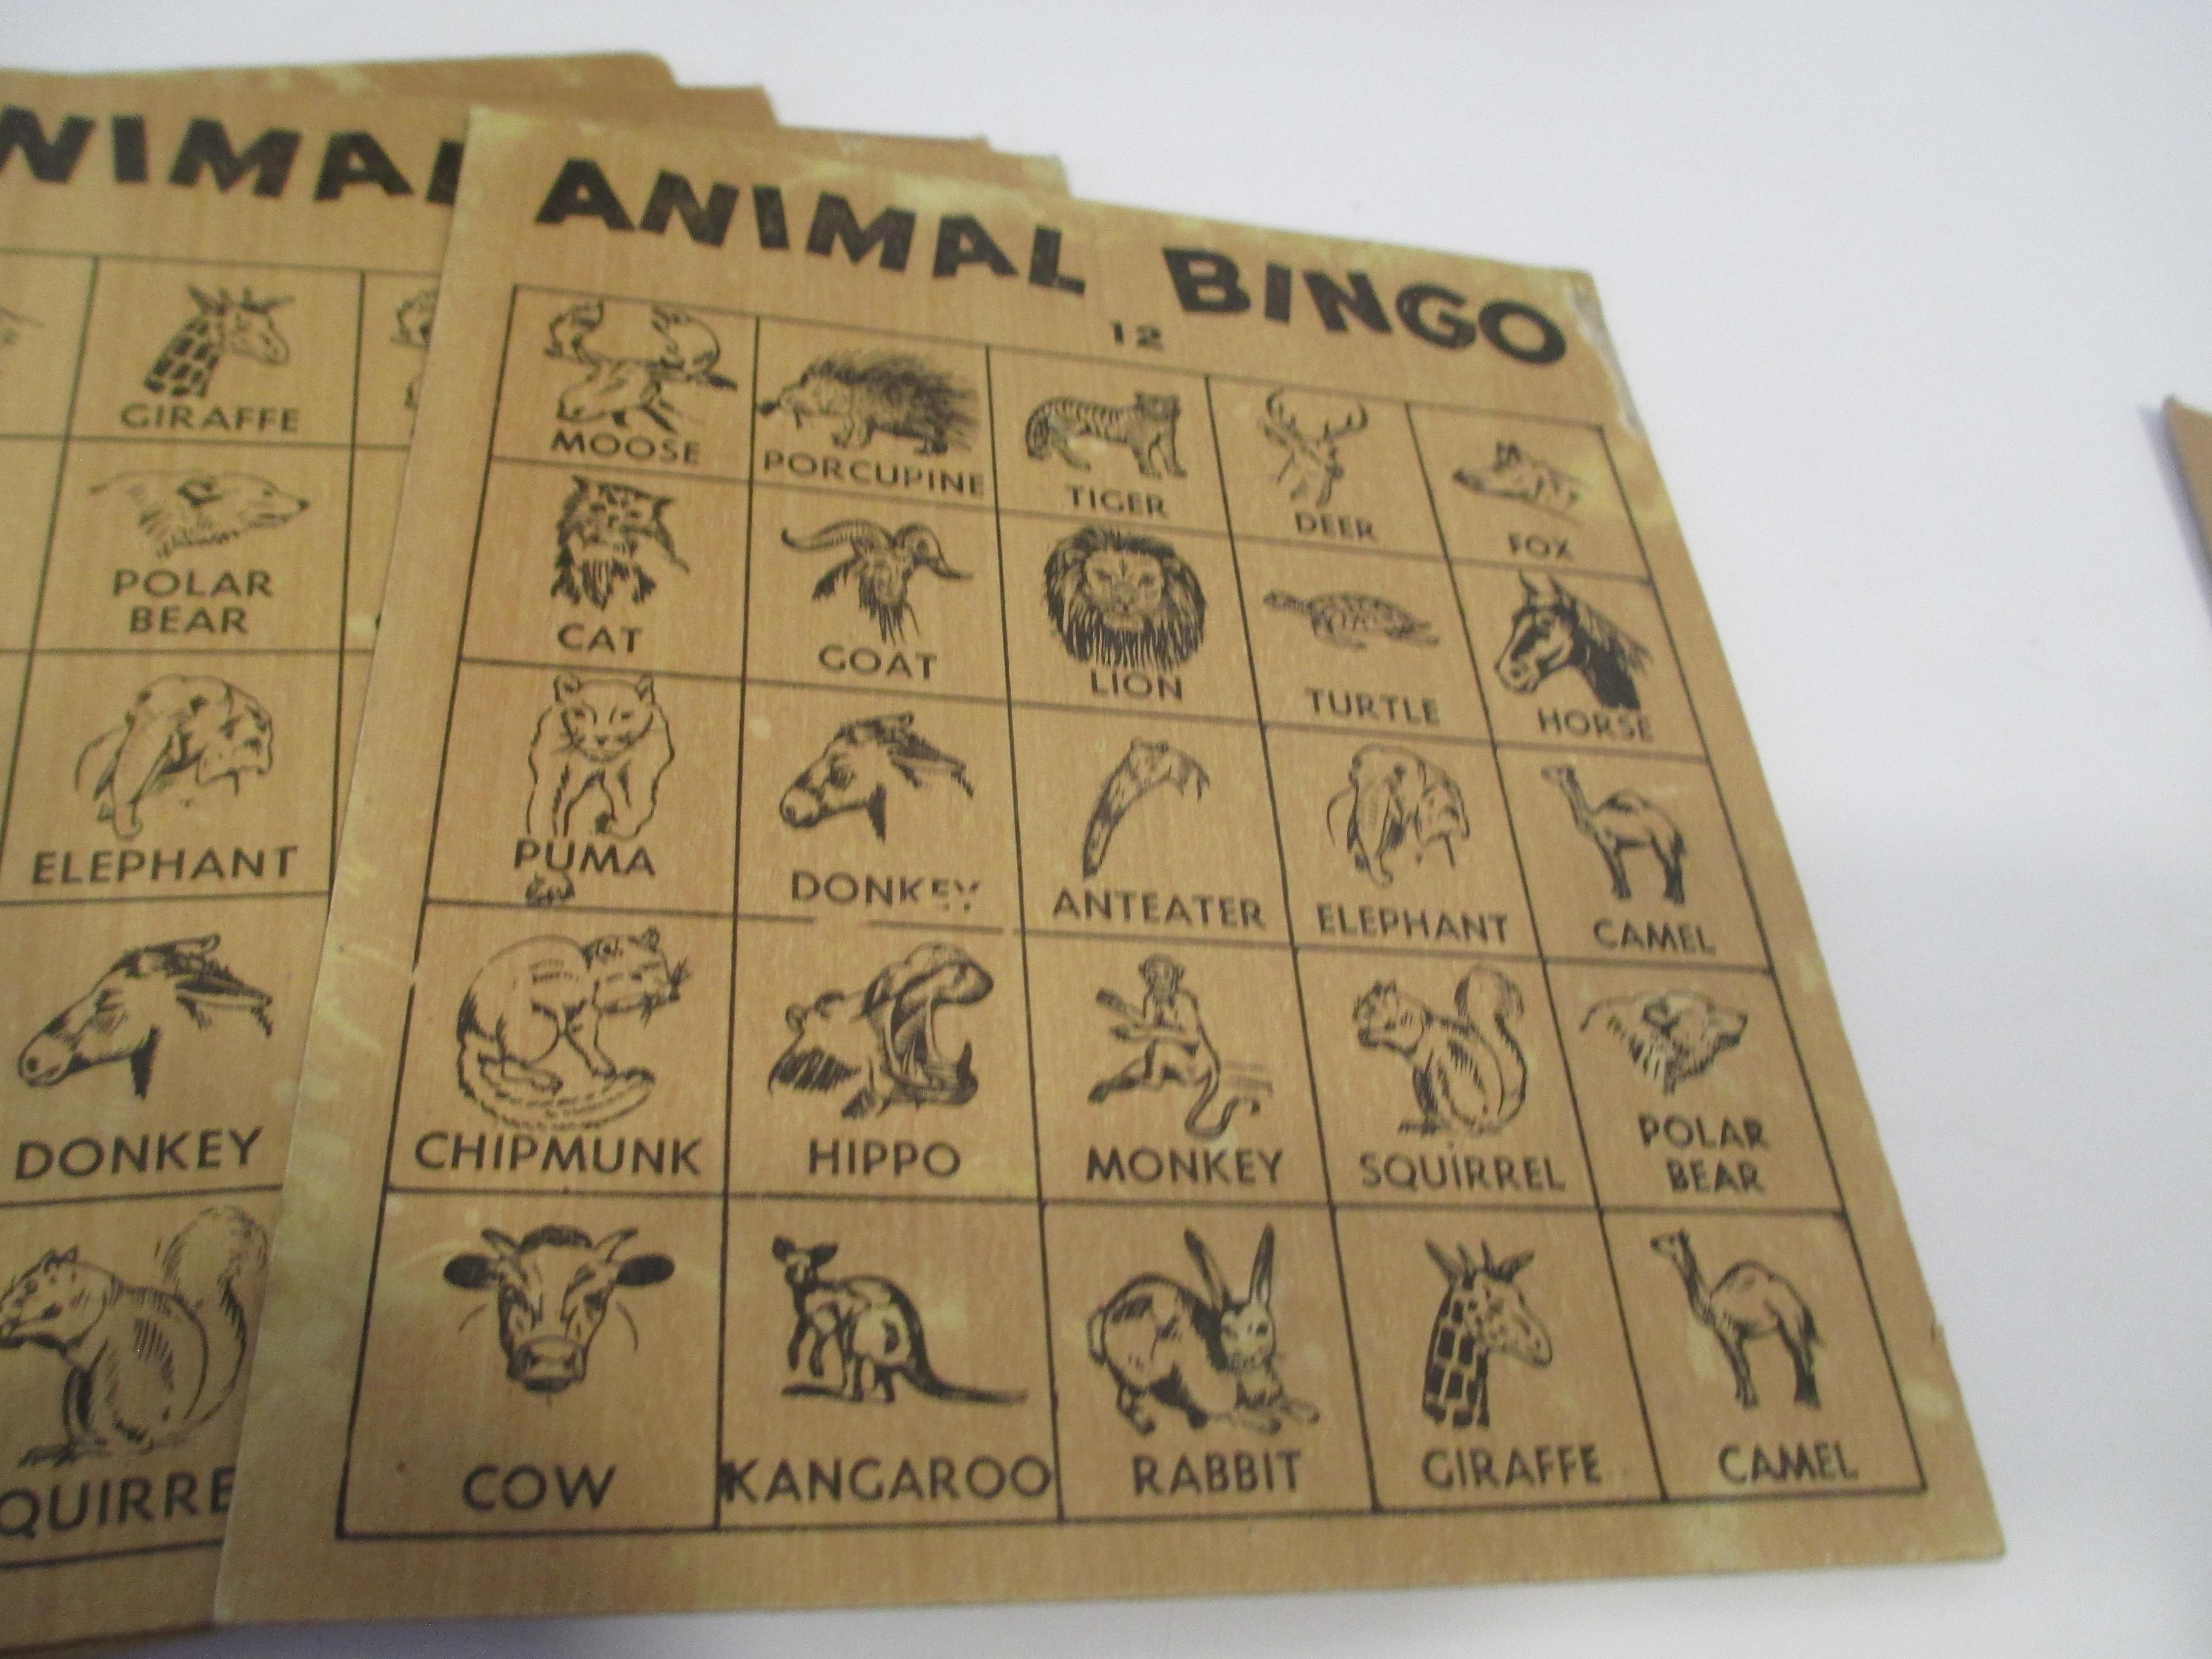 NIMAL
GIRAFFE
POLAR
BEAR
ELEPHANT
DONKEY
QUIRRE
ANIMAL BINGO
12
MOOSE PORCUPINE TIGER DEER FOX
CAT GOAT LION TURTLE HORSE
PUMA DONKEY ANTEATER ELEPHANT CAMEL
CHIPMUNK HIPPO MONKEY SQUIRREL POLAR
BEAR
COW KANGAROO RABBIT GIRAFFE CAMEL